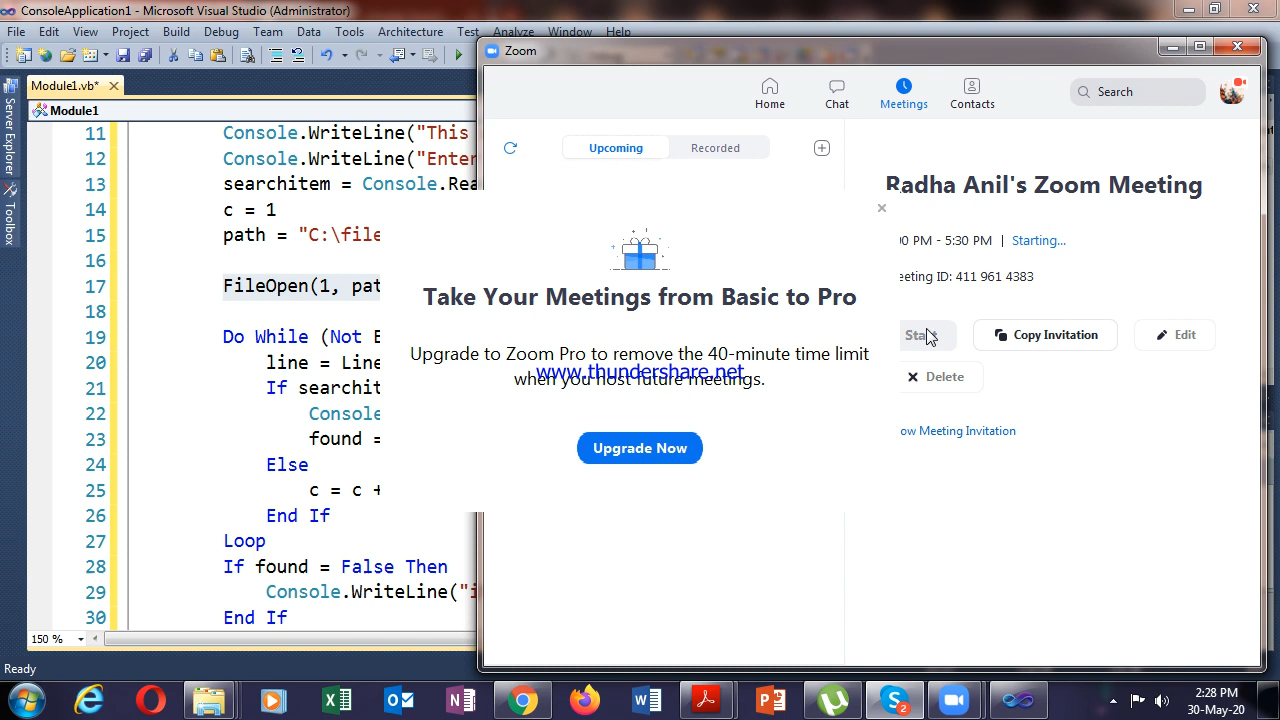 ConsoleApplication1 - Microsoft Visual Studio (Administrator)
File Edit View Project Build Debug Team Data Tools Architecture Test Analyze Window Help
Module1.vb* 
Module1
Server Explorer
Toolbox
11 Console.WriteLine("This
12 Console.WriteLine("Enter
13 searchitem = Console.Rea
14 c = 1
15 path = "C:\file
16
17 FileOpen(1, pat
18
19 Do While (Not E
20 line = Line
21 If searchit
22 Console
23 found =
24 Else
25 c = c +
26 End If
27 Loop
28 If found = False Then
29 Console.WriteLine("i
30 End If
150 %
Ready
Zoom
Home Chat Meetings Contacts
Search
Upcoming Recorded
Radha Anil's Zoom Meeting
00 PM - 5:30 PM | Starting...
eeting ID: 411 961 4383
Start Copy Invitation Edit
Delete
ow Meeting Invitation
Take Your Meetings from Basic to Pro
Upgrade to Zoom Pro to remove the 40-minute time limit
when you host future meetings.
www.thundershare.net
Upgrade Now
2
2:28 PM
30-May-20